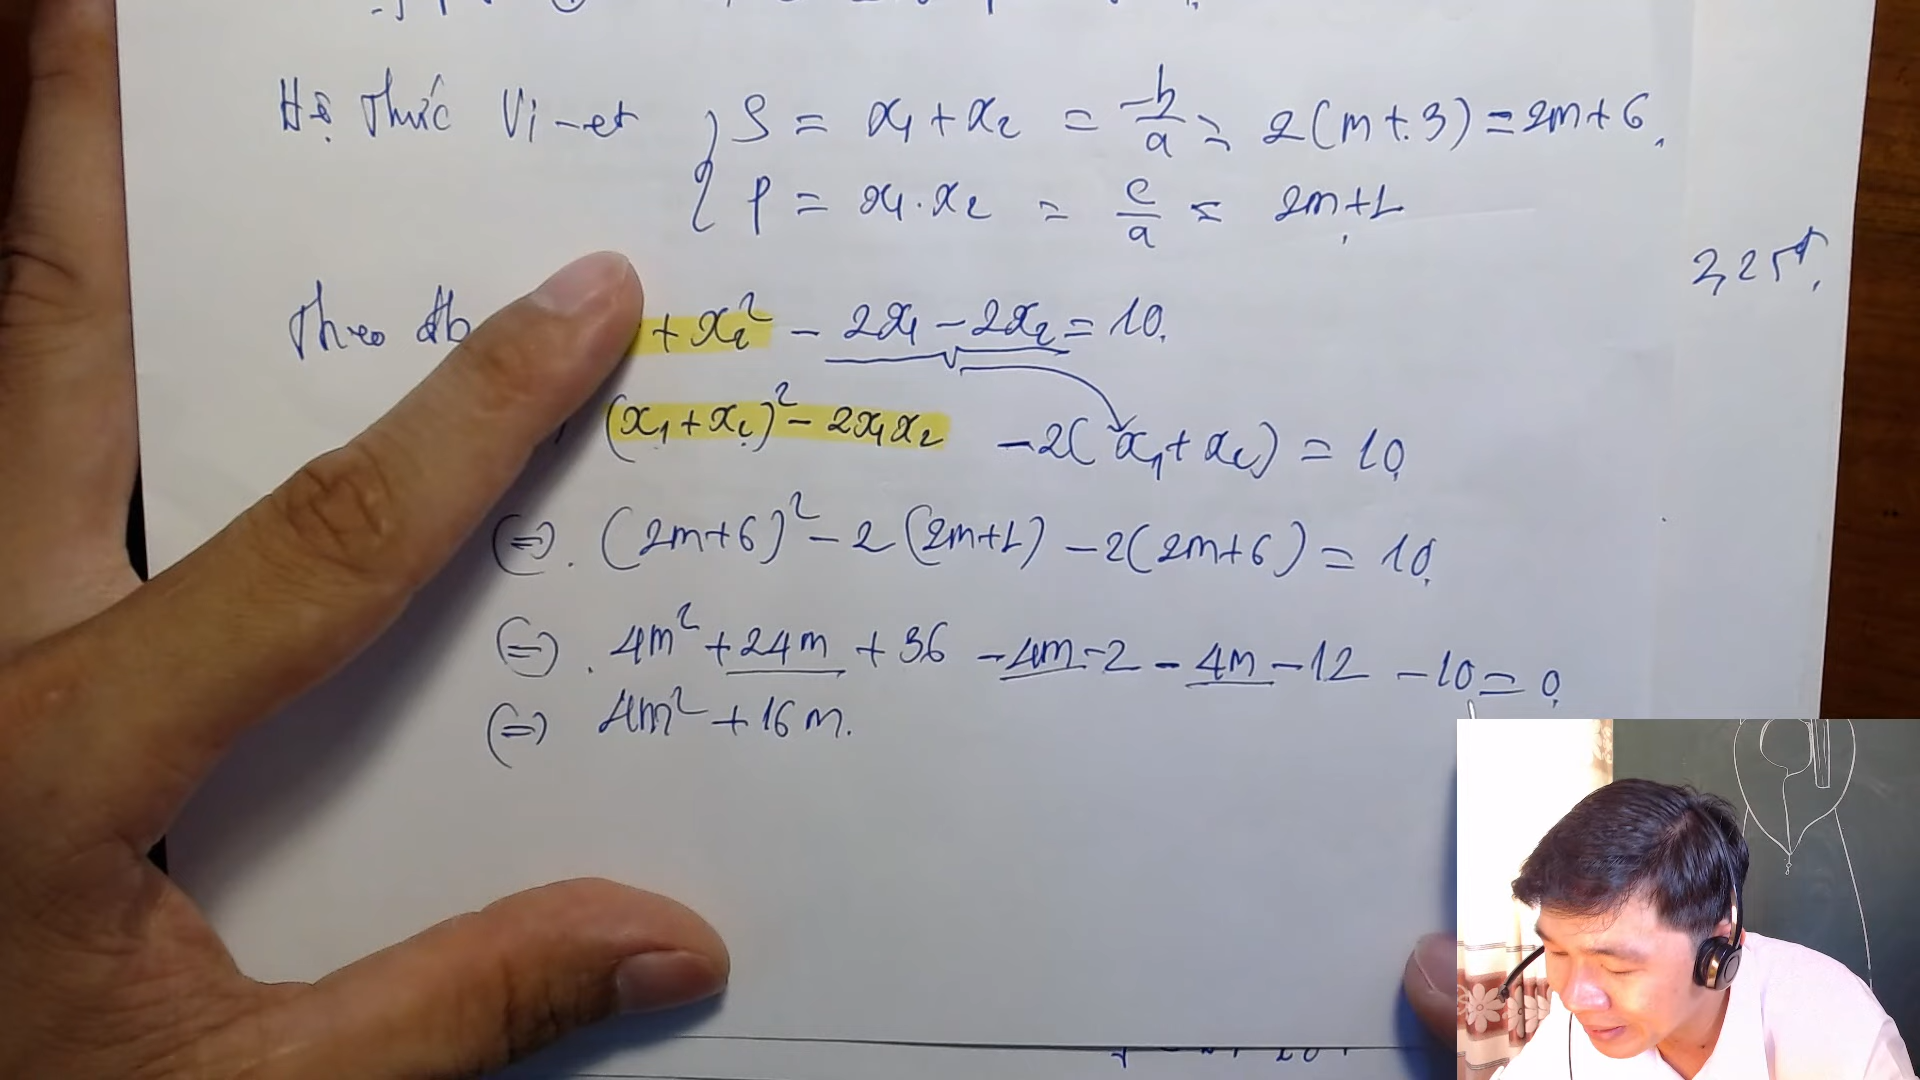 Hệ thức Vi-et { S = x₁ + x₂ = -b/a = 2(m+3) = 2m+6.
P = x₁.x₂ = c/a = 2m+1
Theo đb + x₂² - 2x₁ - 2x₂ = 10.
(x₁+x₂)² - 2x₁x₂ - 2(x₁+x₂) = 10
(=). (2m+6)² - 2(2m+1) - 2(2m+6) = 10.
(=). 4m² + 24m + 36 - 4m - 2 - 4m - 12 - 10 = 0
(=) 4m² + 16m.